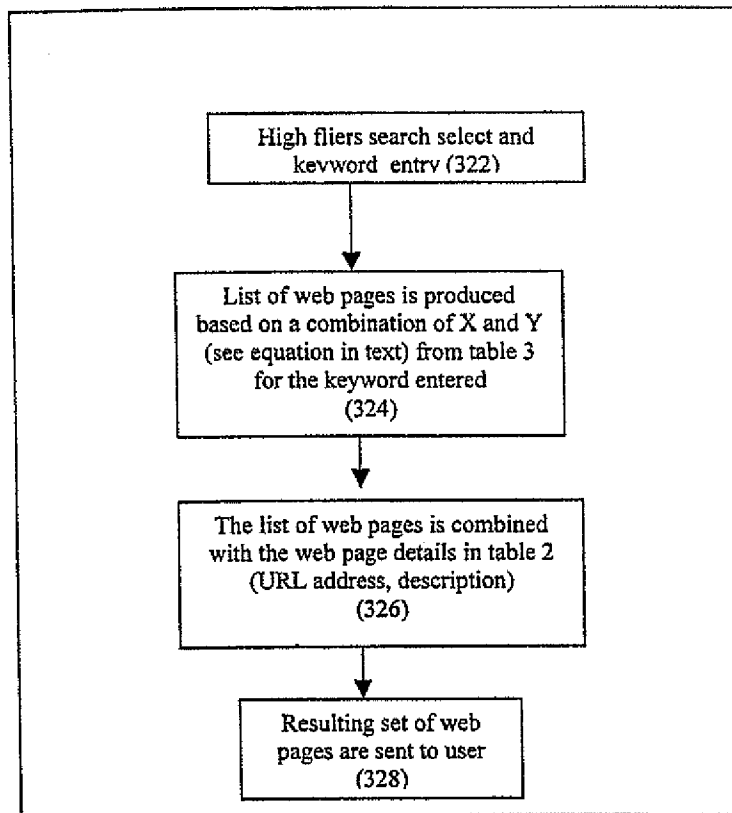 High fliers search select and
keyword entry (322)
List of web pages is produced
based on a combination of X and Y
(see equation in text) from table 3
for the keyword entered
(324)
The list of web pages is combined
with the web page details in table 2
(URL address, description)
(326)
Resulting set of web
pages are sent to user
(328)